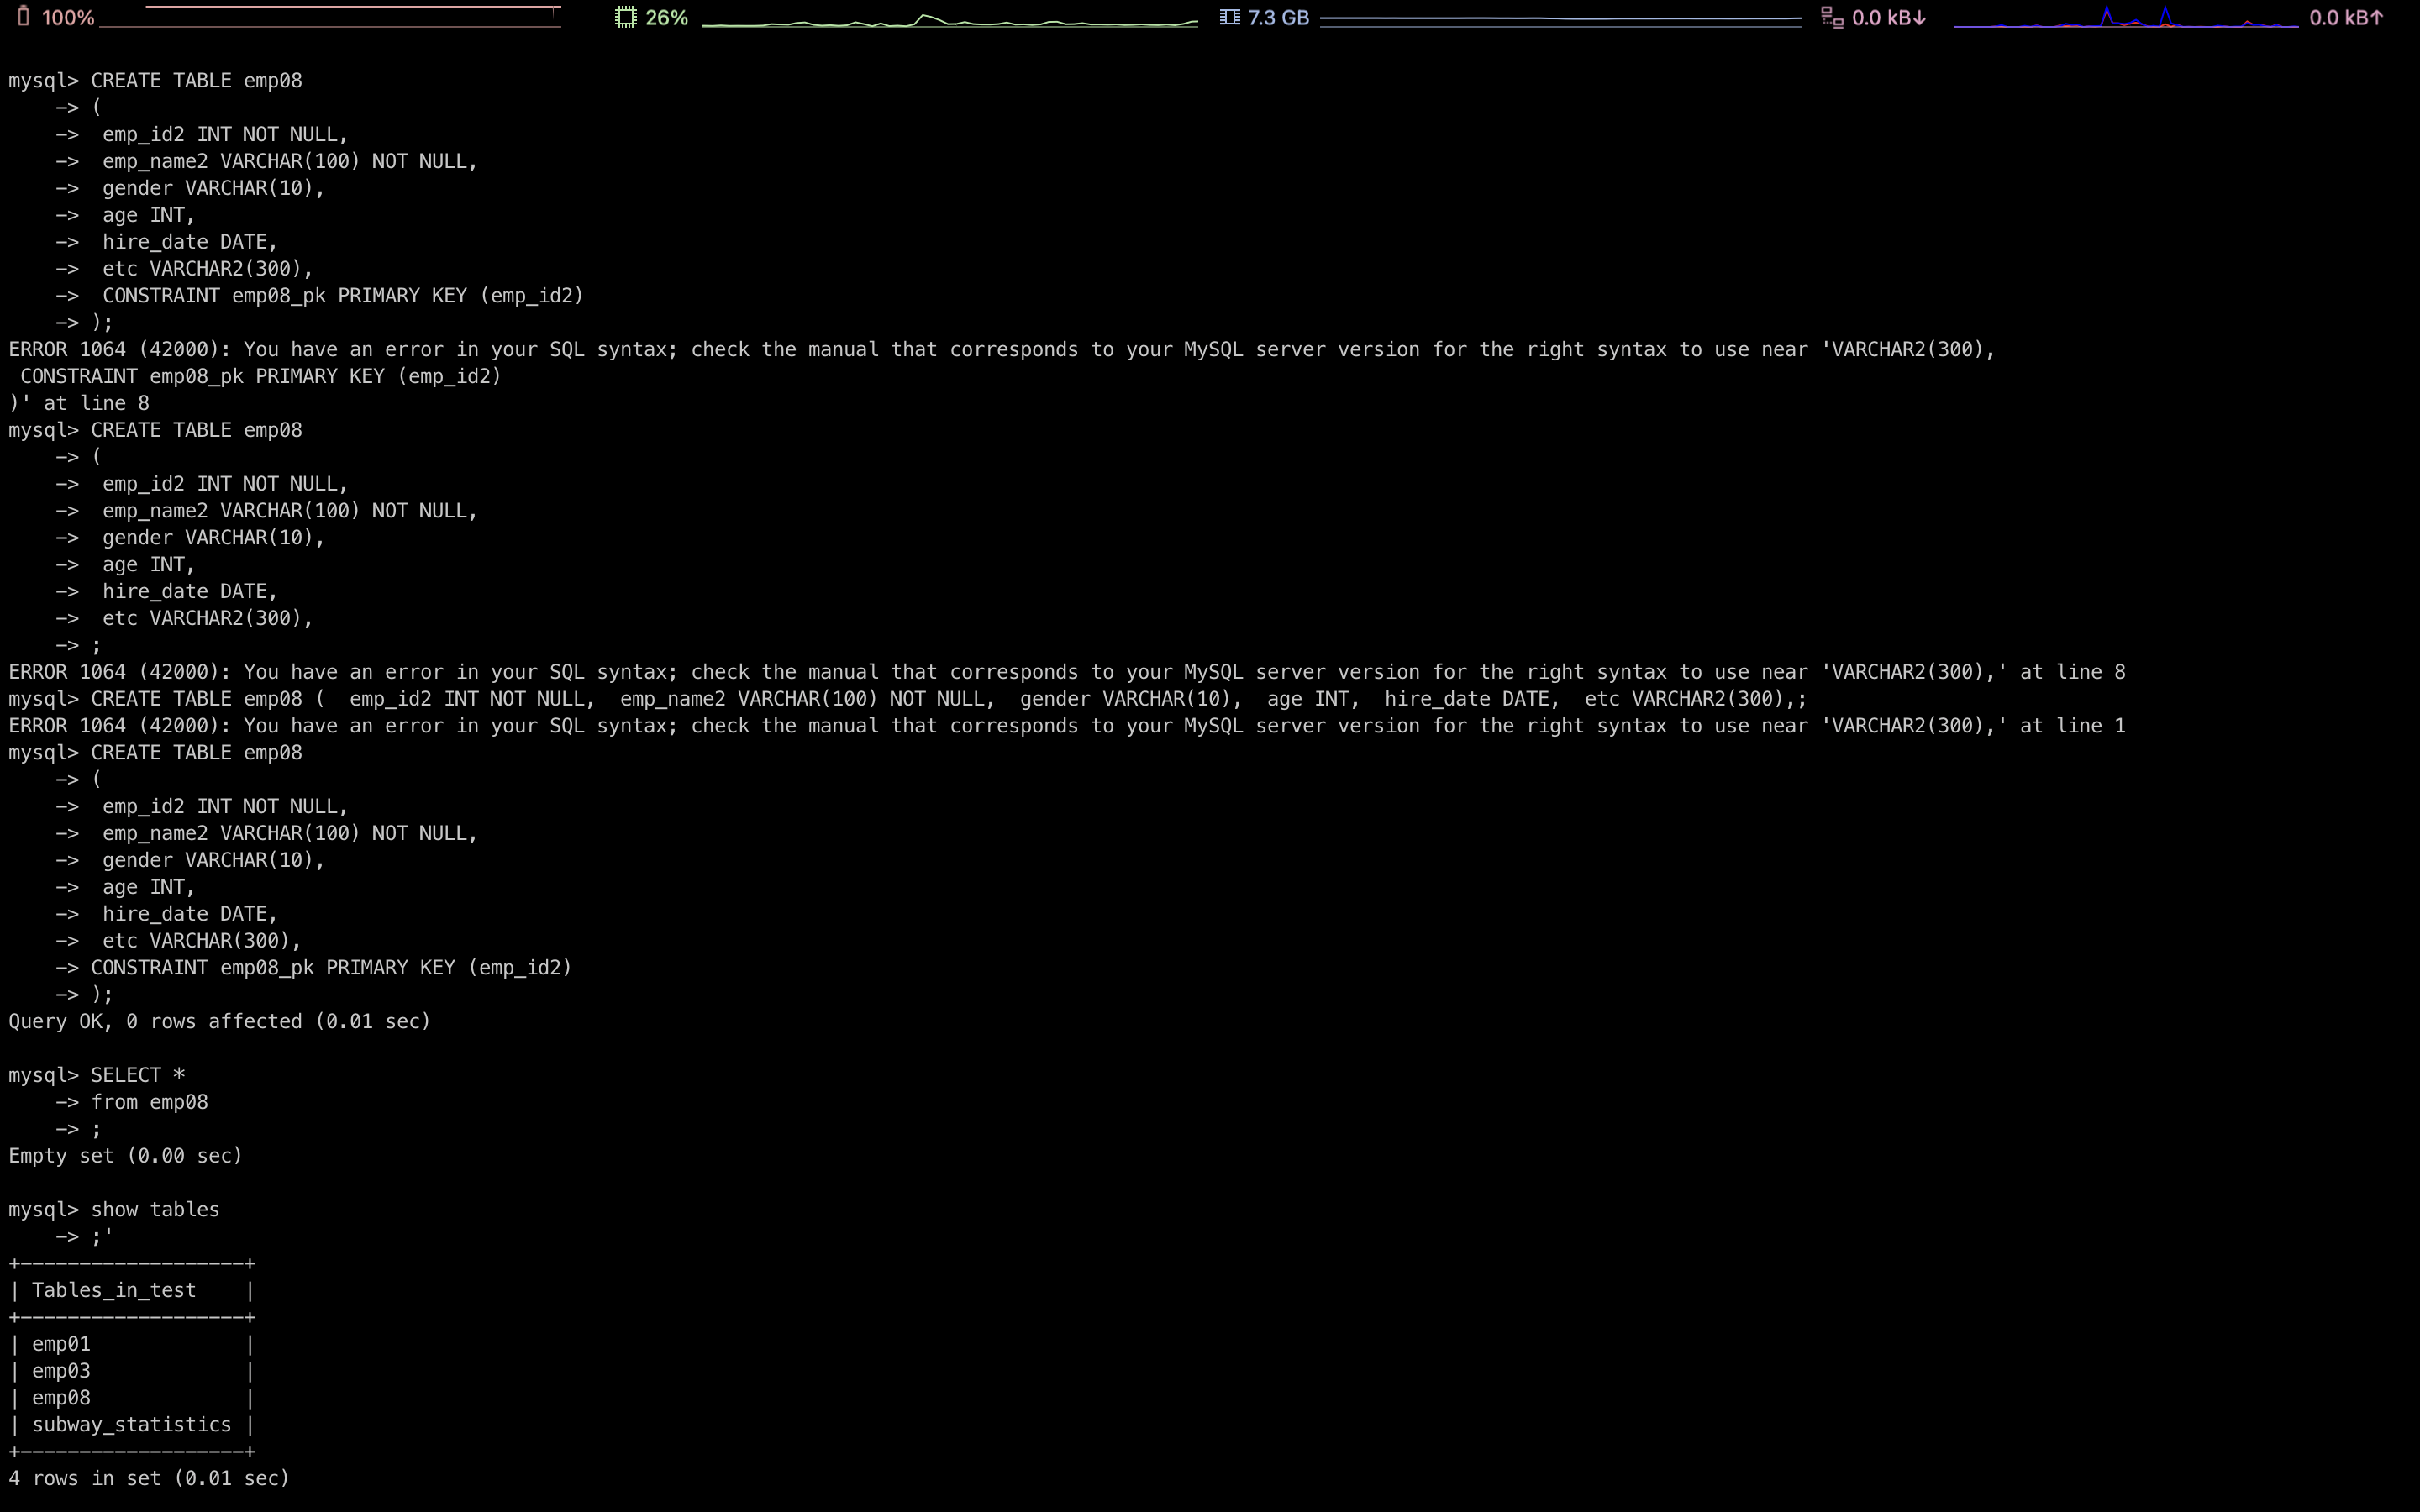 100% 26% 7.3 GB 0.0 kB↓ 0.0 kB↑
mysql> CREATE TABLE emp08
    -> (
    ->  emp_id2 INT NOT NULL,
    ->  emp_name2 VARCHAR(100) NOT NULL,
    ->  gender VARCHAR(10),
    ->  age INT,
    ->  hire_date DATE,
    ->  etc VARCHAR2(300),
    ->  CONSTRAINT emp08_pk PRIMARY KEY (emp_id2)
    -> );
ERROR 1064 (42000): You have an error in your SQL syntax; check the manual that corresponds to your MySQL server version for the right syntax to use near 'VARCHAR2(300),
 CONSTRAINT emp08_pk PRIMARY KEY (emp_id2)
)' at line 8
mysql> CREATE TABLE emp08
    -> (
    ->  emp_id2 INT NOT NULL,
    ->  emp_name2 VARCHAR(100) NOT NULL,
    ->  gender VARCHAR(10),
    ->  age INT,
    ->  hire_date DATE,
    ->  etc VARCHAR2(300),
    -> ;
ERROR 1064 (42000): You have an error in your SQL syntax; check the manual that corresponds to your MySQL server version for the right syntax to use near 'VARCHAR2(300),' at line 8
mysql> CREATE TABLE emp08 (  emp_id2 INT NOT NULL,  emp_name2 VARCHAR(100) NOT NULL,  gender VARCHAR(10),  age INT,  hire_date DATE,  etc VARCHAR2(300),;
ERROR 1064 (42000): You have an error in your SQL syntax; check the manual that corresponds to your MySQL server version for the right syntax to use near 'VARCHAR2(300),' at line 1
mysql> CREATE TABLE emp08
    -> (
    ->  emp_id2 INT NOT NULL,
    ->  emp_name2 VARCHAR(100) NOT NULL,
    ->  gender VARCHAR(10),
    ->  age INT,
    ->  hire_date DATE,
    ->  etc VARCHAR(300),
    -> CONSTRAINT emp08_pk PRIMARY KEY (emp_id2)
    -> );
Query OK, 0 rows affected (0.01 sec)
mysql> SELECT *
    -> from emp08
    -> ;
Empty set (0.00 sec)
mysql> show tables
    -> ;'
+-------------------+
| Tables_in_test    |
+-------------------+
| emp01             |
| emp03             |
| emp08             |
| subway_statistics |
+-------------------+
4 rows in set (0.01 sec)